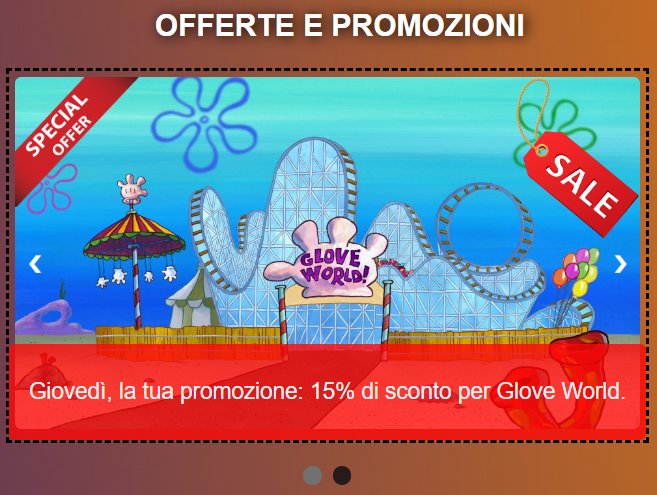 OFFERTE E PROMOZIONI
SPECIAL
OFFER
SALE
GLOVE
WORLD!
Giovedì, la tua promozione: 15% di sconto per Glove World.